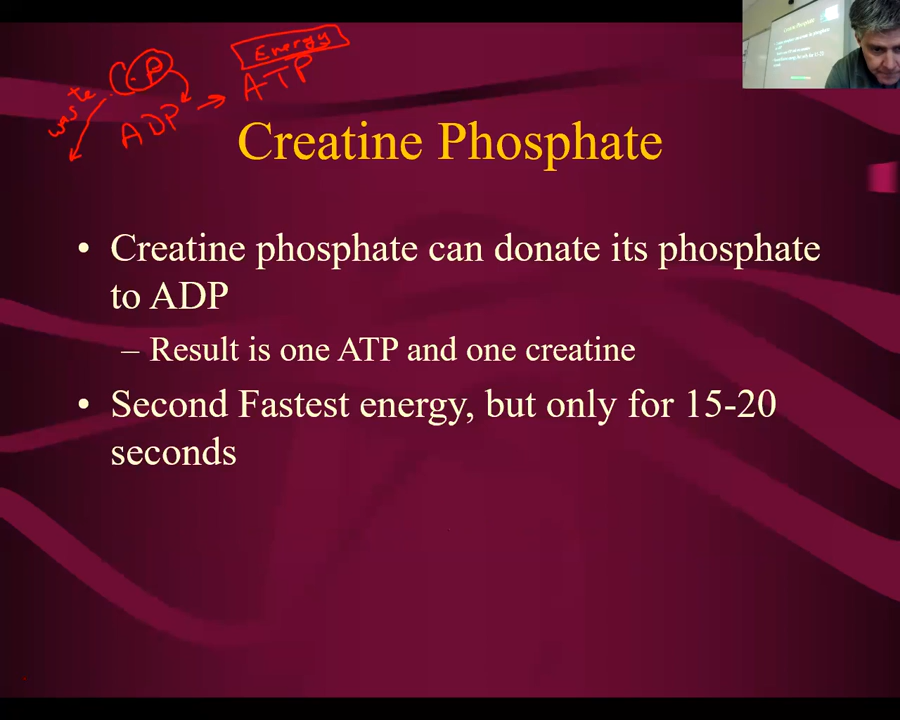 Energy
C-P
ATP
waste
ADP
Creatine Phosphate
• Creatine phosphate can donate its phosphate
to ADP
– Result is one ATP and one creatine
• Second Fastest energy, but only for 15-20
seconds